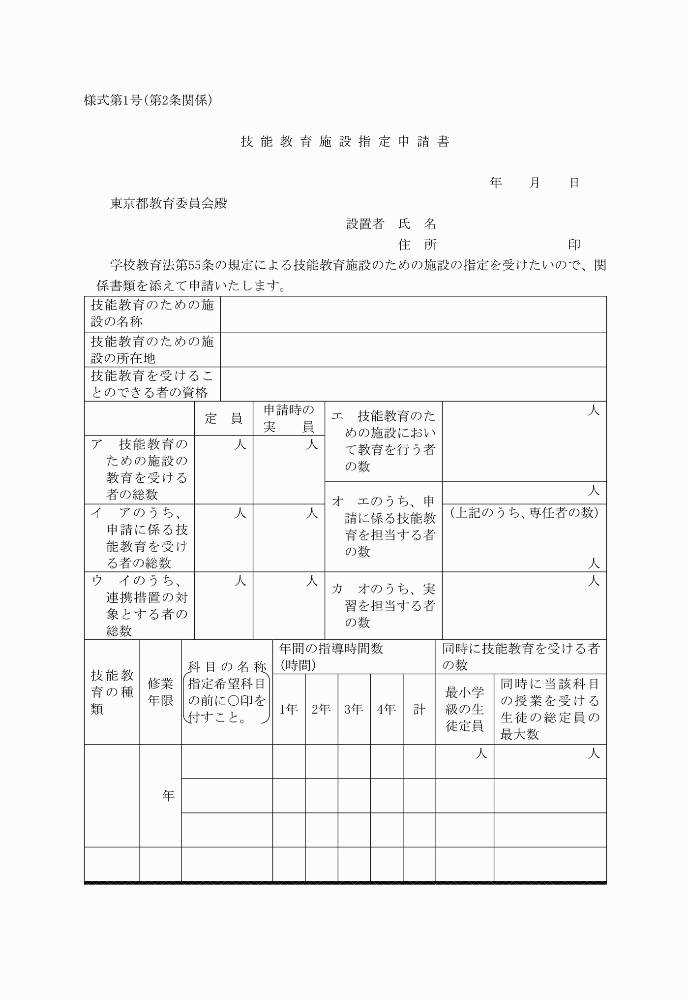 様式第1号(第2条関係)
技能教育施設指定申請書
年　月　日
東京都教育委員会殿
設置者　氏　名
住　所　印
学校教育法第55条の規定による技能教育施設のための施設の指定を受けたいので、関
係書類を添えて申請いたします。
技能教育のための施
設の名称
技能教育のための施
設の所在地
技能教育を受けるこ
とのできる者の資格
定　員
申請時の
実　員
ア　技能教育の
ための施設の
教育を受ける
者の総数
人
人
イ　アのうち、
申請に係る技
能教育を受け
る者の総数
人
人
ウ　イのうち、
連携措置の対
象とする者の
総数
人
人
エ　技能教育のた
めの施設におい
て教育を行う者
の数
人
オ　エのうち、申
請に係る技能教
育を担当する者
の数
人
(上記のうち、専任者の数)
人
カ　オのうち、実
習を担当する者
の数
人
技能教
育の種
類
修業
年限
科目の名称
指定希望科目
の前に〇印を
付すこと。
年間の指導時間数
(時間)
1年
2年
3年
4年
計
同時に技能教育を受ける者
の数
最小学
級の生
徒定員
同時に当該科目
の授業を受ける
生徒の総定員の
最大数
人
人
年